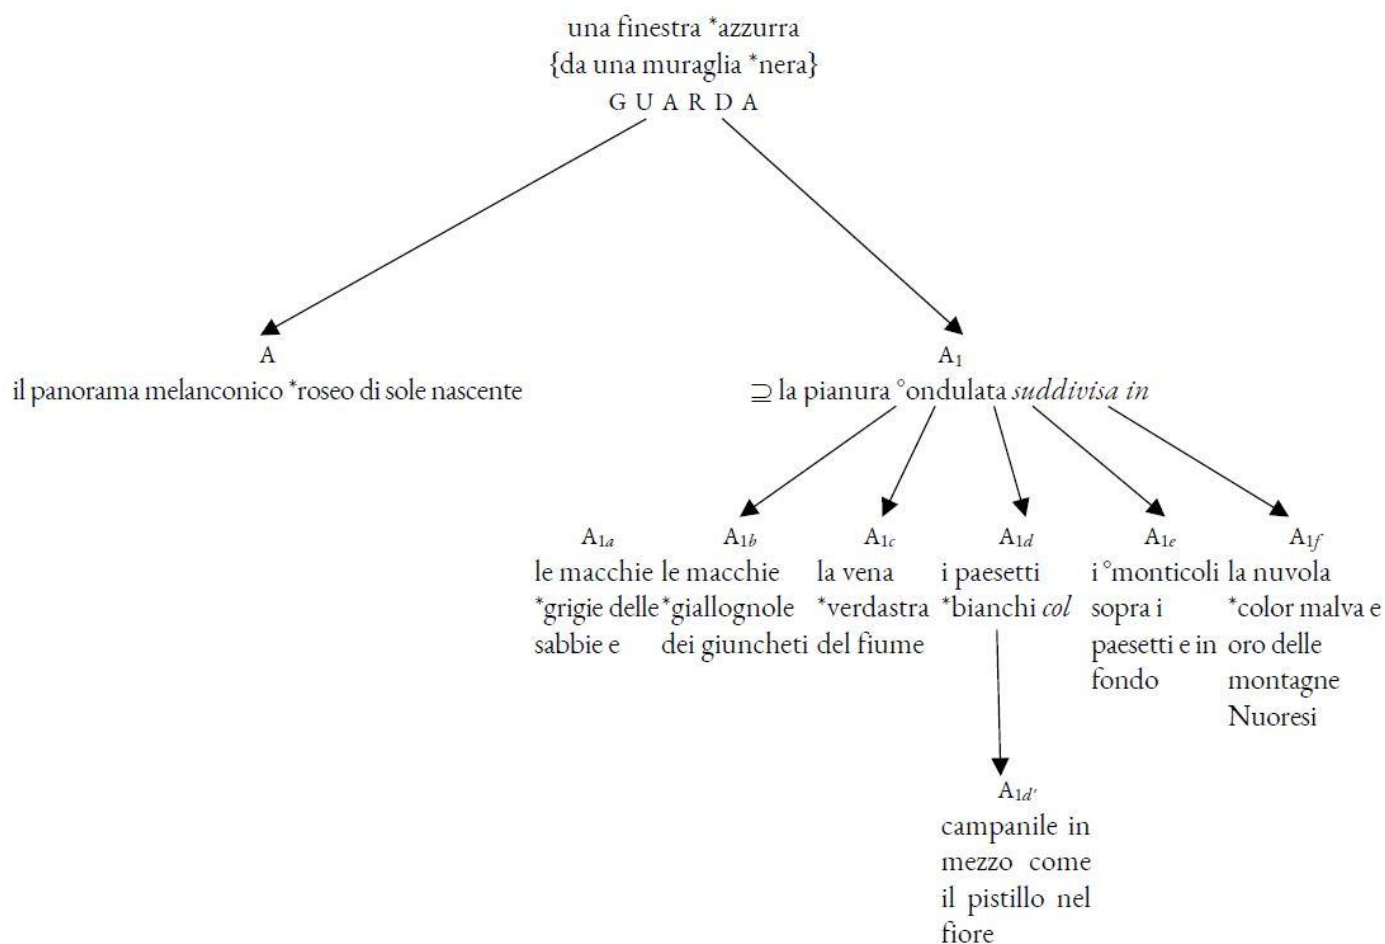 una finestra *azzurra
{da una muraglia *nera}
G U A R D A
A
il panorama melanconico *roseo di sole nascente
A1
⊇ la pianura °ondulata suddivisa in
A1a
le macchie
*grigie delle
sabbie e
A1b
le macchie
*giallognole
dei giuncheti
A1c
la vena
*verdastra
del fiume
A1d
i paesetti
*bianchi col
A1e
i °monticoli
sopra i
paesetti e in
fondo
A1f
la nuvola
*color malva e
oro delle
montagne
Nuoresi
A1d'
campanile in
mezzo come
il pistillo nel
fiore